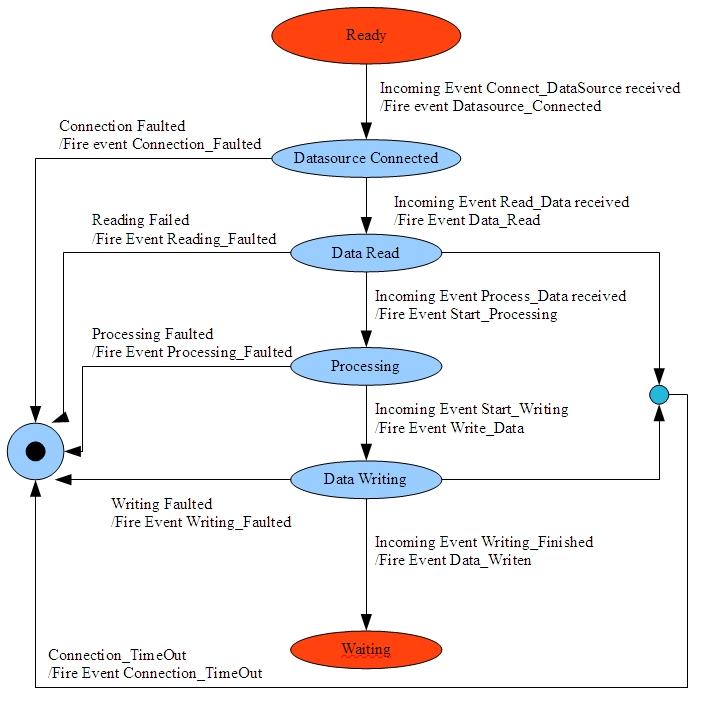 Ready
Incoming Event Connect_DataSource received
/Fire event Datasource_Connected
Connection Faulted
/Fire event Connection_Faulted
Datasource Connected
Incoming Event Read_Data received
/Fire Event Data_Read
Reading Failed
/Fire Event Reading_Faulted
Data Read
Incoming Event Process_Data received
/Fire Event Start_Processing
Processing Faulted
/Fire Event Processing_Faulted
Processing
Incoming Event Start_Writing
/Fire Event Write_Data
Data Writing
Writing Faulted
/Fire Event Writing_Faulted
Incoming Event Writing_Finished
/Fire Event Data_Writen
Waiting
Connection_TimeOut
/Fire Event Connection_TimeOut